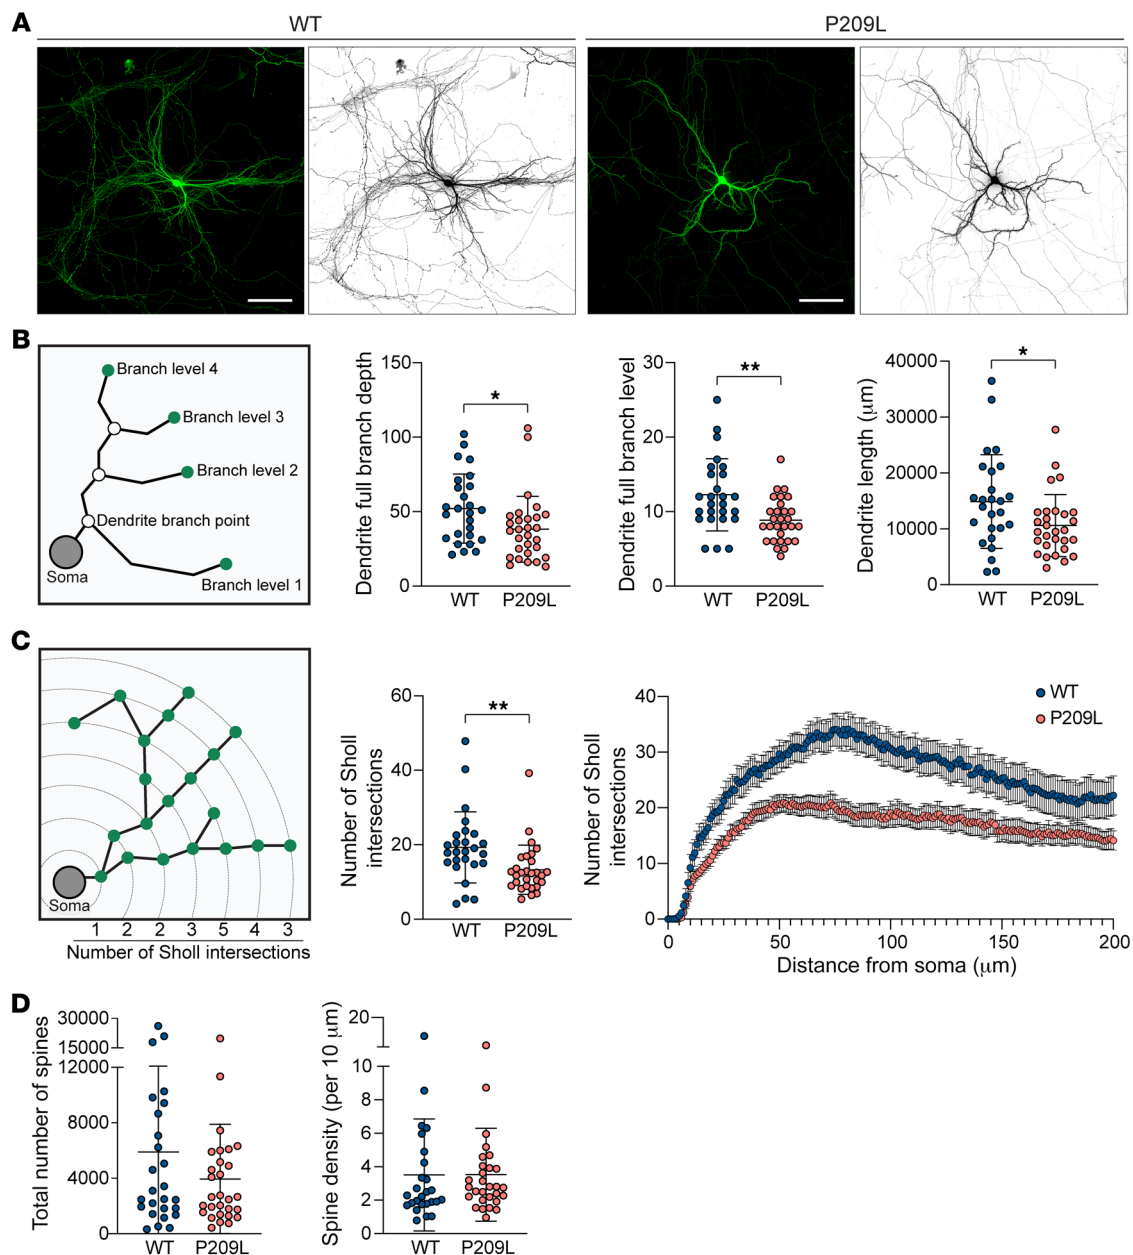 A
WT
P209L
B
Branch level 4
Branch level 3
Branch level 2
Dendrite branch point
Soma
Branch level 1
Dendrite full branch depth
150
100
50
0
*
WT
P209L
Dendrite full branch level
30
20
10
0
**
WT
P209L
Dendrite length (μm)
40000
30000
20000
10000
0
*
WT
P209L
C
Soma
1 2 2 3 5 4 3
Number of Sholl intersections
Number of Sholl
intersections
60
40
20
0
**
WT
P209L
Number of Sholl
intersections
40
30
20
10
0
WT
P209L
0 50 100 150 200
Distance from soma (μm)
D
Total number of spines
30000
15000
12000
8000
4000
0
WT
P209L
Spine density (per 10 μm)
20
10
8
6
4
2
0
WT
P209L